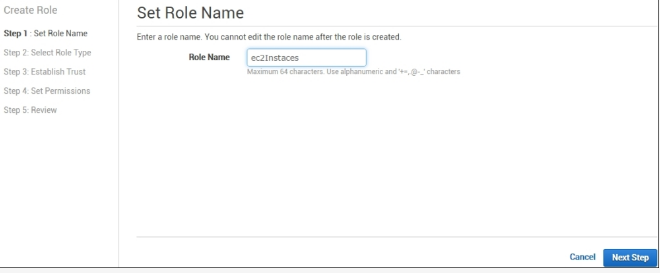 Create Role
Step 1 : Set Role Name
Step 2: Select Role Type
Step 3: Establish Trust
Step 4: Set Permissions
Step 5: Review
Set Role Name
Enter a role name. You cannot edit the role name after the role is created.
Role Name ec2Instaces
Maximum 64 characters. Use alphanumeric and '+=,.@-_' characters
Cancel Next Step